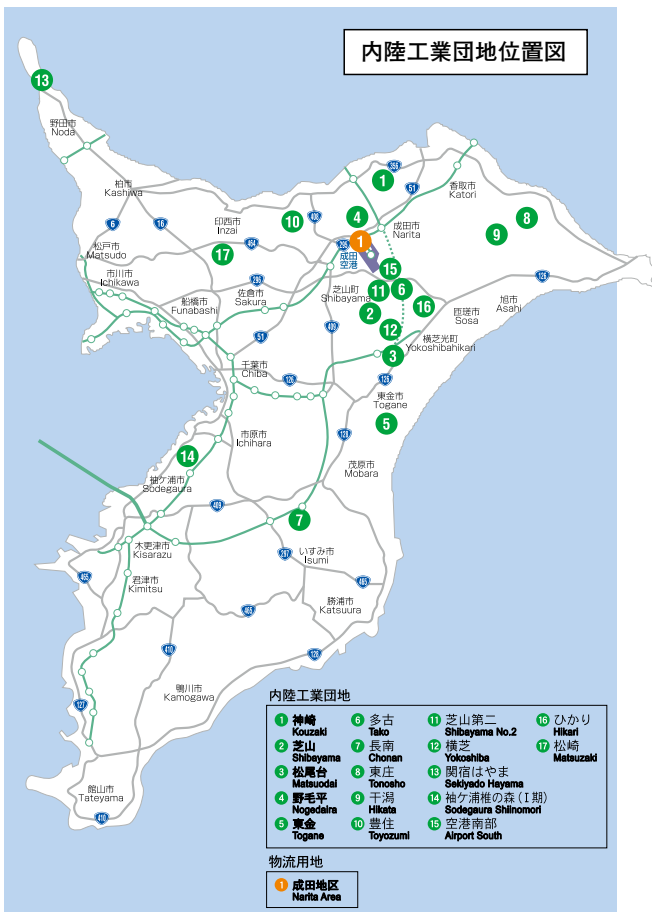 内陸工業団地位置図
13
野田市
Noda
柏市
Kashiwa
6
16
松戸市
Matsudo
市川市
Ichikawa
船橋市
Funabashi
印西市
Inzai
10
408
464
17
佐倉市
Sakura
296
51
千葉市
Chiba
126
1
356
51
香取市
Katori
4
成田市
Narita
295
1
成田
空港
8
9
15
芝山町
Shibayama
11
6
2
16
12
409
126
匝瑳市
Sosa
旭市
Asahi
横芝光町
Yokoshibahikari
3
126
東金市
Togane
5
128
市原市
Ichihara
茂原市
Mobara
14
袖ケ浦市
Sodegaura
409
7
木更津市
Kisarazu
297
いすみ市
Isumi
465
君津市
Kimitsu
465
465
勝浦市
Katsuura
410
128
127
鴨川市
Kamogawa
館山市
Tateyama
410
内陸工業団地
1 神崎
Kouzaki
2 芝山
Shibayama
3 松尾台
Matsuodai
4 野毛平
Nogedaira
5 東金
Togane
6 多古
Tako
7 長南
Chonan
8 東庄
Tonosho
9 干潟
Hikata
10 豊住
Toyozumi
11 芝山第二
Shibayama No.2
12 横芝
Yokoshiba
13 関宿はやま
Sekiyado Hayama
14 袖ケ浦椎の森(Ⅰ期)
Sodegaura Shiinomori
15 空港南部
Airport South
16 ひかり
Hikari
17 松崎
Matsuzaki
物流用地
1 成田地区
Narita Area